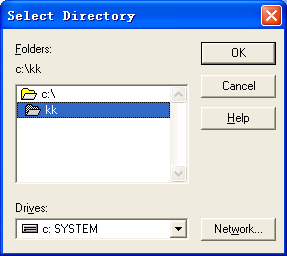 Select Directory
Folders:
c:\kk
c:\
kk
OK
Cancel
Help
Drives:
c: SYSTEM
Network...